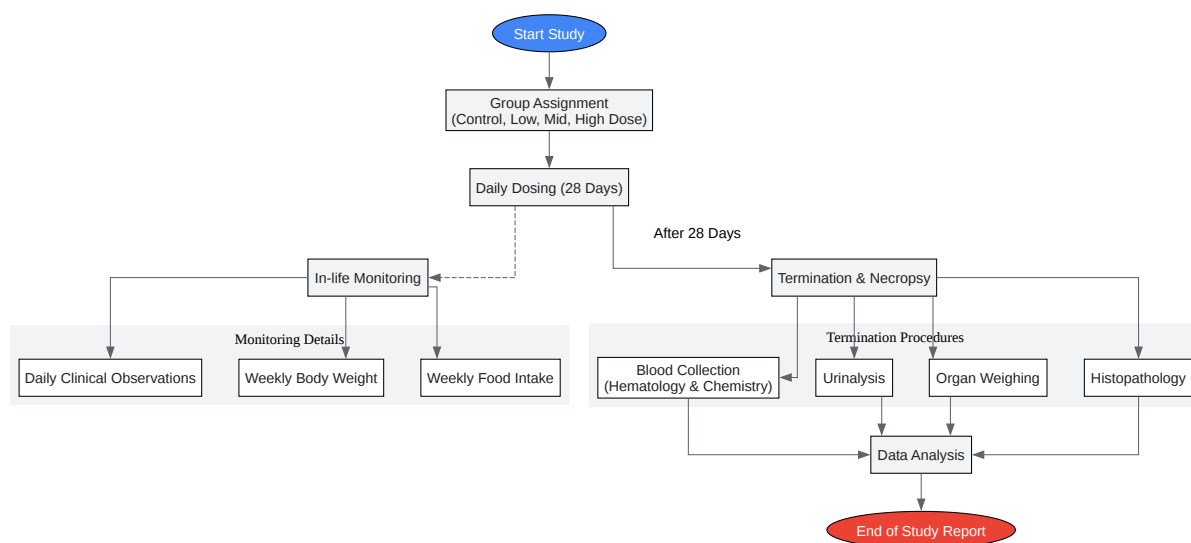 Start Study
Group Assignment
(Control, Low, Mid, High Dose)
Daily Dosing (28 Days)
After 28 Days
In-life Monitoring
Termination & Necropsy
Monitoring Details
Termination Procedures
Daily Clinical Observations
Weekly Body Weight
Weekly Food Intake
Blood Collection
(Hematology & Chemistry)
Urinalysis
Organ Weighing
Histopathology
Data Analysis
End of Study Report